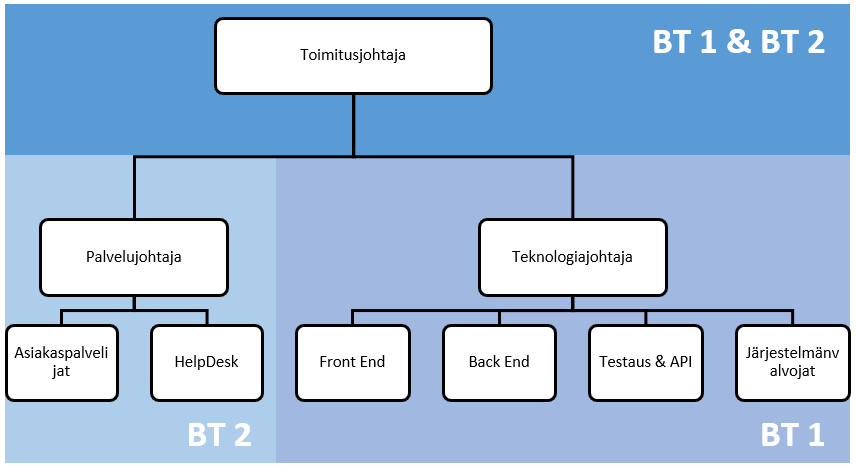 BT 1 & BT 2
Toimitusjohtaja
Palvelujohtaja
Teknologiajohtaja
Asiakaspalveli
jat
HelpDesk
Front End
Back End
Testaus & API
Järjestelmänv
alvojat
BT 2
BT 1